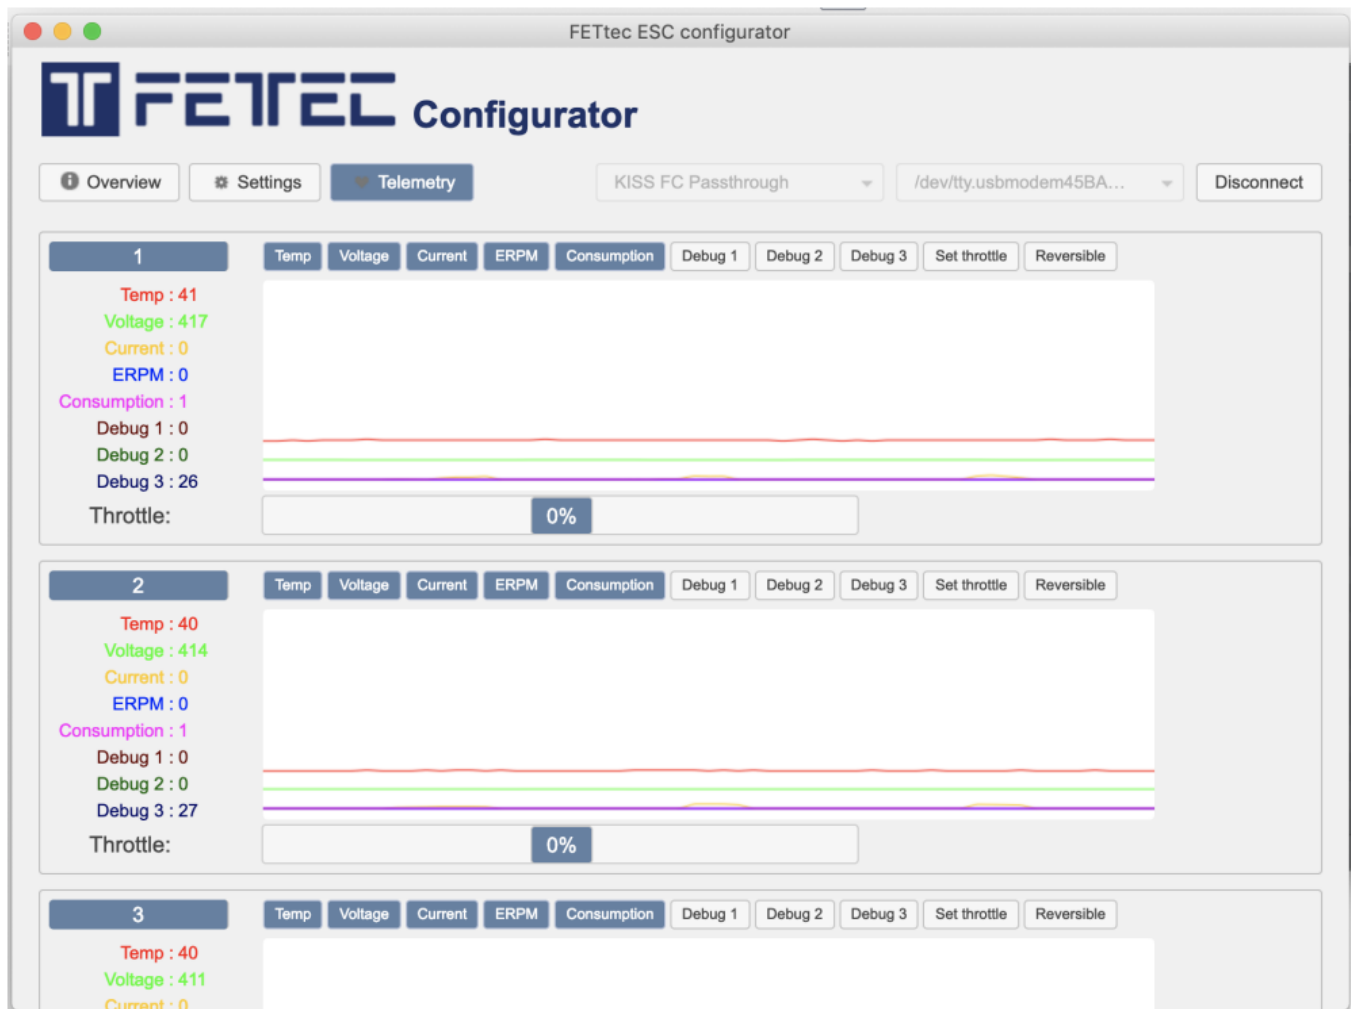 FETtec ESC configurator
FETTEC Configurator
Overview Settings Telemetry KISS FC Passthrough /dev/tty.usbmodem45BA... Disconnect
1 Temp Voltage Current ERPM Consumption Debug 1 Debug 2 Debug 3 Set throttle Reversible
Temp : 41
Voltage : 417
Current : 0
ERPM : 0
Consumption : 1
Debug 1 : 0
Debug 2 : 0
Debug 3 : 26
Throttle: 0%
2 Temp Voltage Current ERPM Consumption Debug 1 Debug 2 Debug 3 Set throttle Reversible
Temp : 40
Voltage : 414
Current : 0
ERPM : 0
Consumption : 1
Debug 1 : 0
Debug 2 : 0
Debug 3 : 27
Throttle: 0%
3 Temp Voltage Current ERPM Consumption Debug 1 Debug 2 Debug 3 Set throttle Reversible
Temp : 40
Voltage : 411
Current : 0